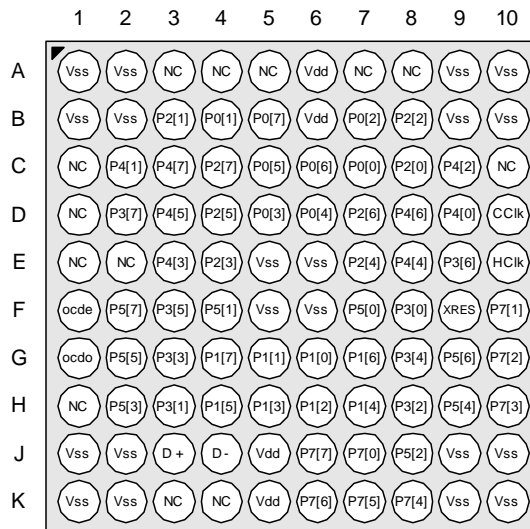 1 2 3 4 5 6 7 8 9 10
A Vss Vss NC NC NC Vdd NC NC Vss Vss
B Vss Vss P2[1] P0[1] P0[7] Vdd P0[2] P2[2] Vss Vss
C NC P4[1] P4[7] P2[7] P0[5] P0[6] P0[0] P2[0] P4[2] NC
D NC P3[7] P4[5] P2[5] P0[3] P0[4] P2[6] P4[6] P4[0] CClk
E NC NC P4[3] P2[3] Vss Vss P2[4] P4[4] P3[6] HClk
F ocde P5[7] P3[5] P5[1] Vss Vss P5[0] P3[0] XRES P7[1]
G ocdo P5[5] P3[3] P1[7] P1[1] P1[0] P1[6] P3[4] P5[6] P7[2]
H NC P5[3] P3[1] P1[5] P1[3] P1[2] P1[4] P3[2] P5[4] P7[3]
J Vss Vss D + D - Vdd P7[7] P7[0] P5[2] Vss Vss
K Vss Vss NC NC Vdd P7[6] P7[5] P7[4] Vss Vss